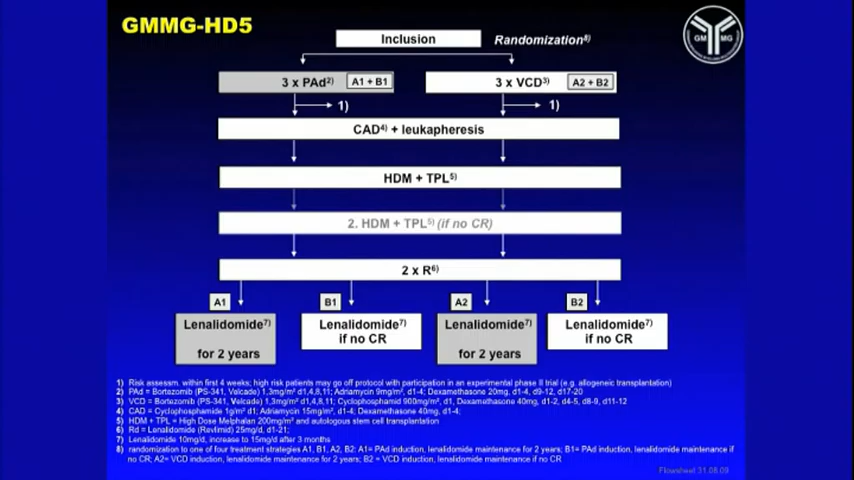 GMMG-HD5
Inclusion
Randomization8)
GM MG
3 x PAd2)
A1 + B1
3 x VCD3)
A2 + B2
1)
1)
CAD4) + leukapheresis
HDM + TPL5)
2. HDM + TPL5) (if no CR)
2 x R6)
A1
B1
A2
B2
Lenalidomide7)
for 2 years
Lenalidomide7)
if no CR
Lenalidomide7)
for 2 years
Lenalidomide7)
if no CR
1) Risk assessm. within first 4 weeks; high risk patients may go off protocol with participation in an experimental phase II trial (e.g. allogeneic transplantation)
2) PAd = Bortezomib (PS-341, Velcade) 1,3mg/m² d1,4,8,11; Adriamycin 9mg/m², d1-4; Dexamethasone 20mg, d1-4, d9-12, d17-20
3) VCD = Bortezomib (PS-341, Velcade) 1,3mg/m² d1,4,8,11; Cyclophosphamid 900mg/m², d1, Dexamethasone 40mg, d1-2, d4-5, d8-9, d11-12
4) CAD = Cyclophosphamide 1g/m² d1; Adriamycin 15mg/m², d1-4; Dexamethasone 40mg, d1-4;
5) HDM + TPL = High Dose Melphalan 200mg/m² and autologous stem cell transplantation
6) Rd = Lenalidomide (Revlimid) 25mg/d, d1-21;
7) Lenalidomide 10mg/d, increase to 15mg/d after 3 months
8) randomization to one of four treatment strategies A1, B1, A2, B2: A1= PAd induction, lenalidomide maintenance for 2 years; B1= PAd induction, lenalidomide maintenance if
no CR; A2= VCD induction, lenalidomide maintenance for 2 years; B2 = VCD induction, lenalidomide maintenance if no CR
Flowsheet 31.08.09